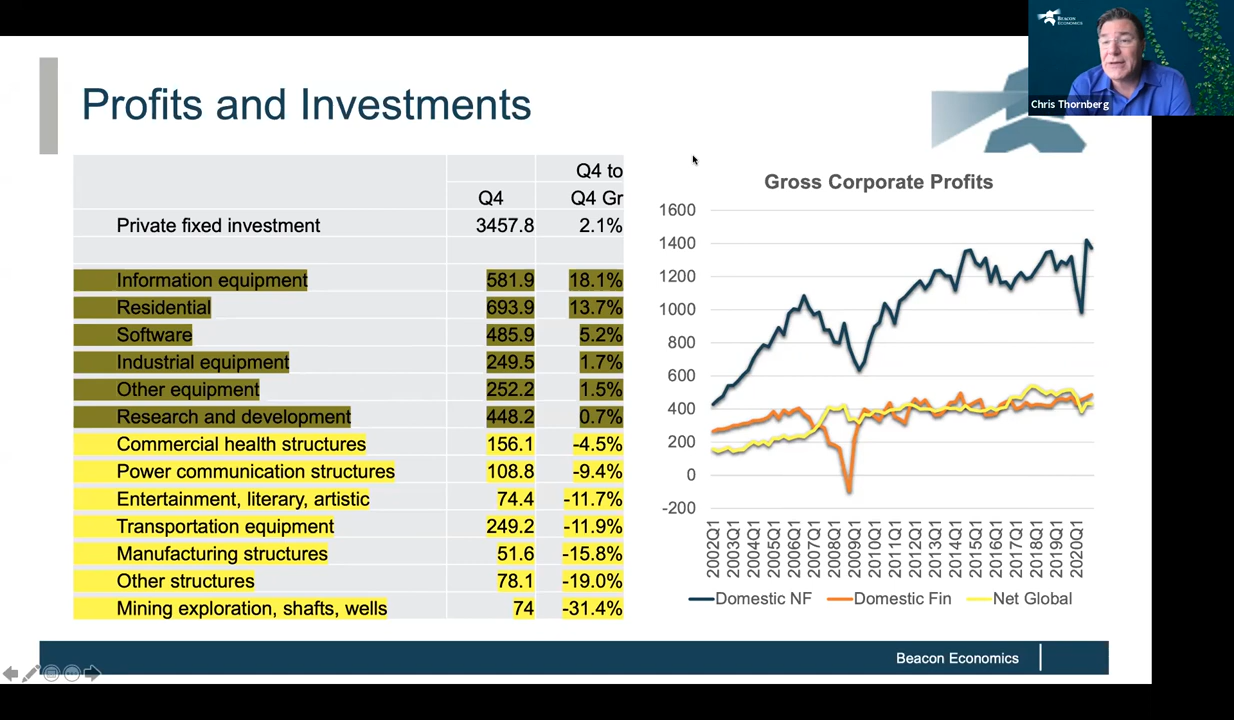 BEACON
ECONOMICS
Chris Thornberg
Profits and Investments
Q4 to
Q4 Q4 Gr
Private fixed investment 3457.8 2.1%
Information equipment 581.9 18.1%
Residential 693.9 13.7%
Software 485.9 5.2%
Industrial equipment 249.5 1.7%
Other equipment 252.2 1.5%
Research and development 448.2 0.7%
Commercial health structures 156.1 -4.5%
Power communication structures 108.8 -9.4%
Entertainment, literary, artistic 74.4 -11.7%
Transportation equipment 249.2 -11.9%
Manufacturing structures 51.6 -15.8%
Other structures 78.1 -19.0%
Mining exploration, shafts, wells 74 -31.4%
Gross Corporate Profits
1600
1400
1200
1000
800
600
400
200
0
-200
2002Q1
2003Q1
2004Q1
2005Q1
2006Q1
2007Q1
2008Q1
2009Q1
2010Q1
2011Q1
2012Q1
2013Q1
2014Q1
2015Q1
2016Q1
2017Q1
2018Q1
2019Q1
2020Q1
Domestic NF Domestic Fin Net Global
Beacon Economics